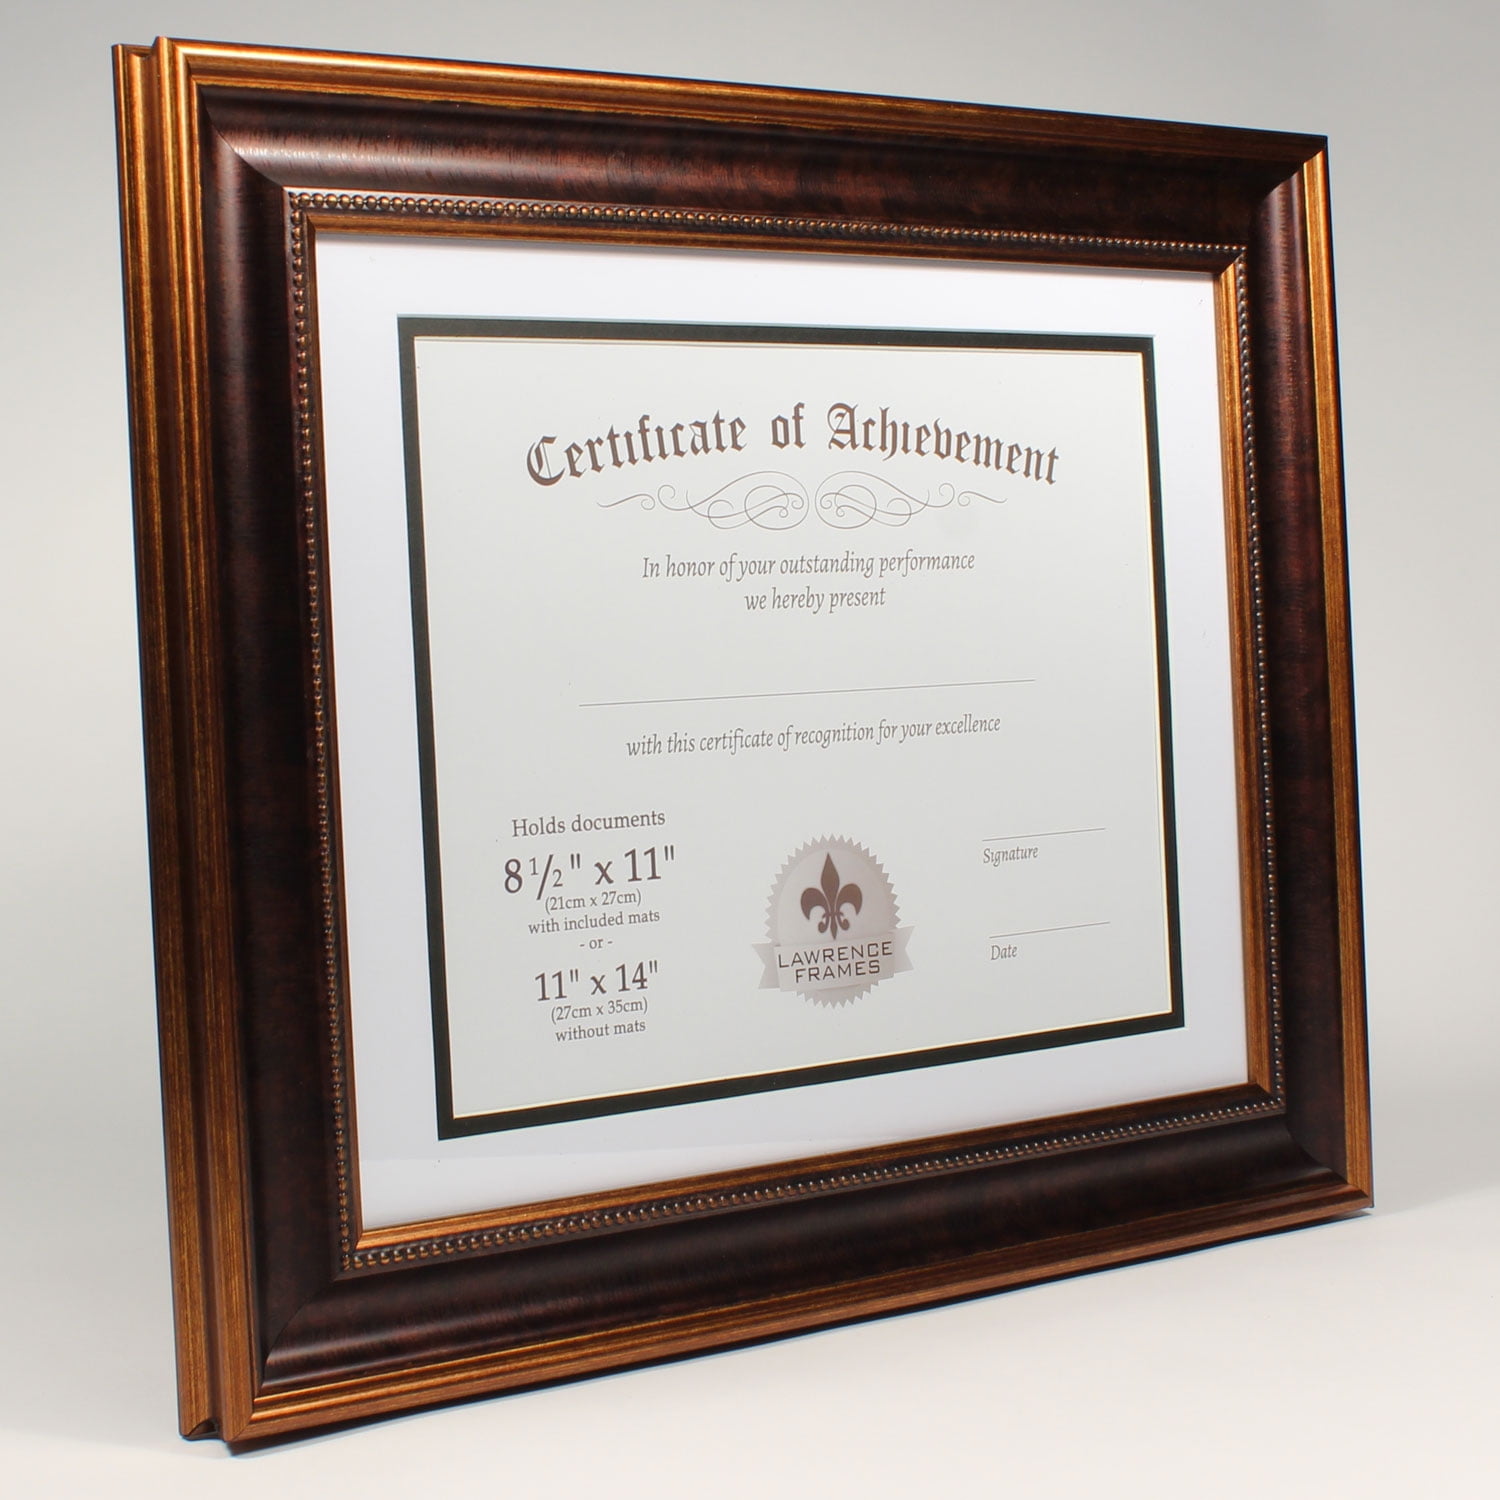 Certificate of Achievement
In honor of your outstanding performance
we hereby present
with this certificate of recognition for your excellence
Holds documents
8 1/2" x 11"
(21cm x 27cm)
with included mats
- or -
11" x 14"
(27cm x 35cm)
without mats
LAWRENCE
FRAMES
Signature
Date